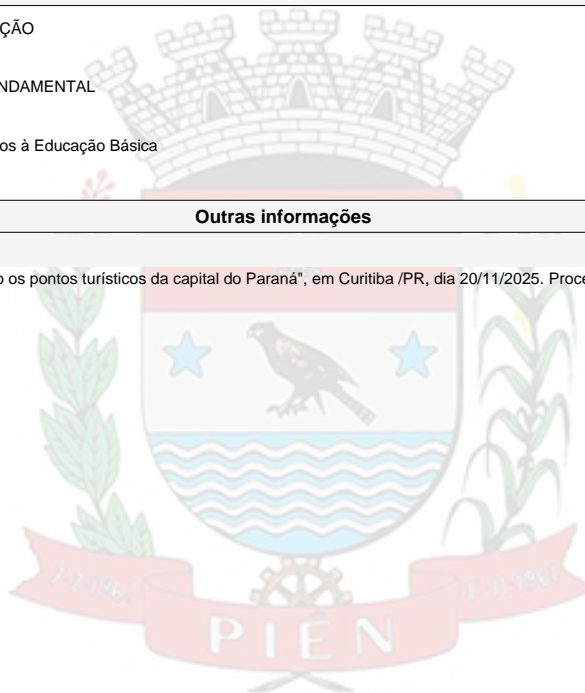 ÇÃO
NDAMENTAL
os à Educação Básica
Outras informações
o os pontos turísticos da capital do Paraná", em Curitiba /PR, dia 20/11/2025. Proce
PIÊN